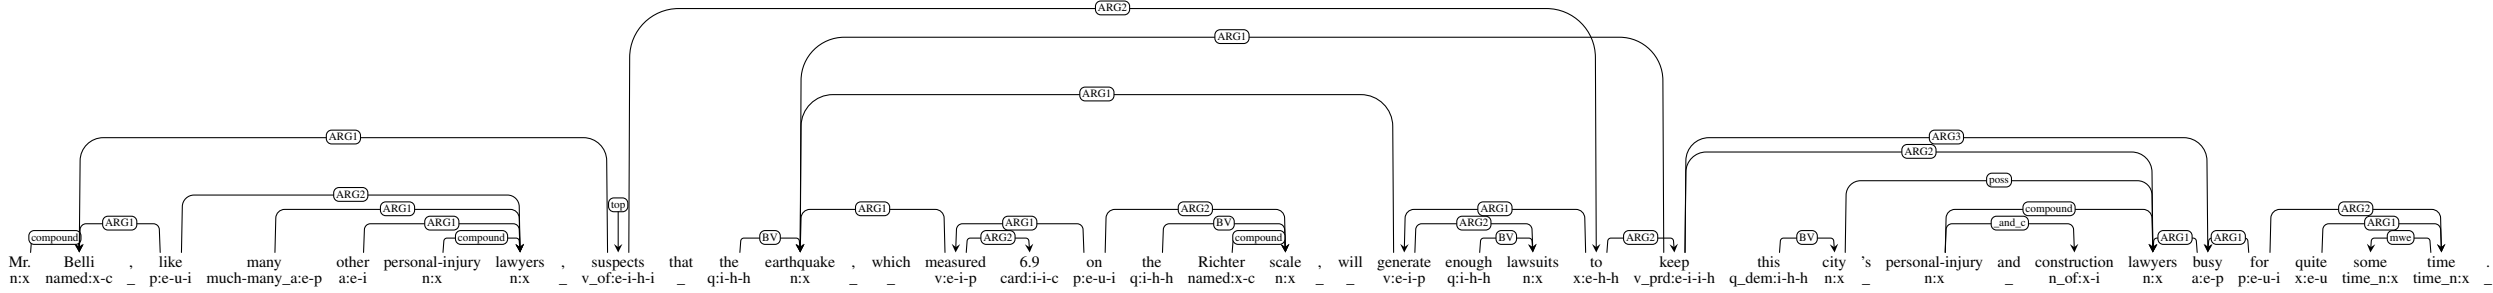 ARG2
ARG1
ARG1
ARG1 ARG3
ARG2
poss
ARG2 top
ARG1 ARG1 ARG2 ARG1 compound ARG2
ARG1 ARG1 ARG1 BV ARG2 _and_c ARG1
compound compound BV ARG2 BV compound BV ARG2 BV ARG1 ARG1 mwe
Mr. Belli , like many other personal-injury lawyers , suspects that the earthquake , which measured 6.9 on the Richter scale , will generate enough lawsuits to keep this city 's personal-injury and construction lawyers busy for quite some time .
n:x named:x-c _ p:e-u-i much-many_a:e-p a:e-i n:x n:x _ v_of:e-i-h-i _ q:i-h-h n:x _ _ v:e-i-p card:i-i-c p:e-u-i q:i-h-h named:x-c n:x _ _ v:e-i-p q:i-h-h n:x x:e-h-h v_prd:e-i-i-h q_dem:i-h-h n:x _ n:x _ n_of:x-i n:x a:e-p p:e-u-i x:e-u time_n:x time_n:x _